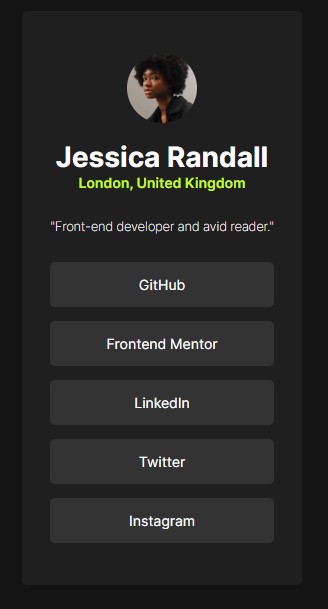 Jessica Randall
London, United Kingdom
"Front-end developer and avid reader."
GitHub
Frontend Mentor
LinkedIn
Twitter
Instagram